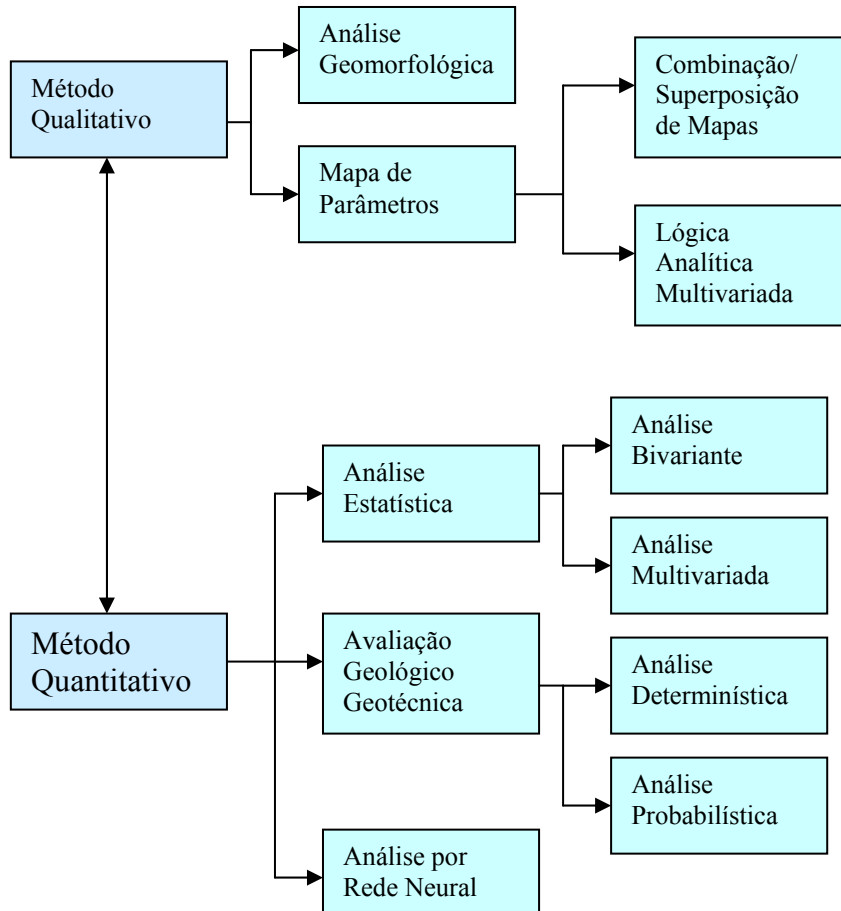 Método
Qualitativo
Análise
Geomorfológica
Mapa de
Parâmetros
Combinação/
Superposição
de Mapas
Lógica
Analítica
Multivariada
Método
Quantitativo
Análise
Estatística
Análise
Bivariante
Análise
Multivariada
Avaliação
Geológico
Geotécnica
Análise
Determinística
Análise
Probabilística
Análise por
Rede Neural